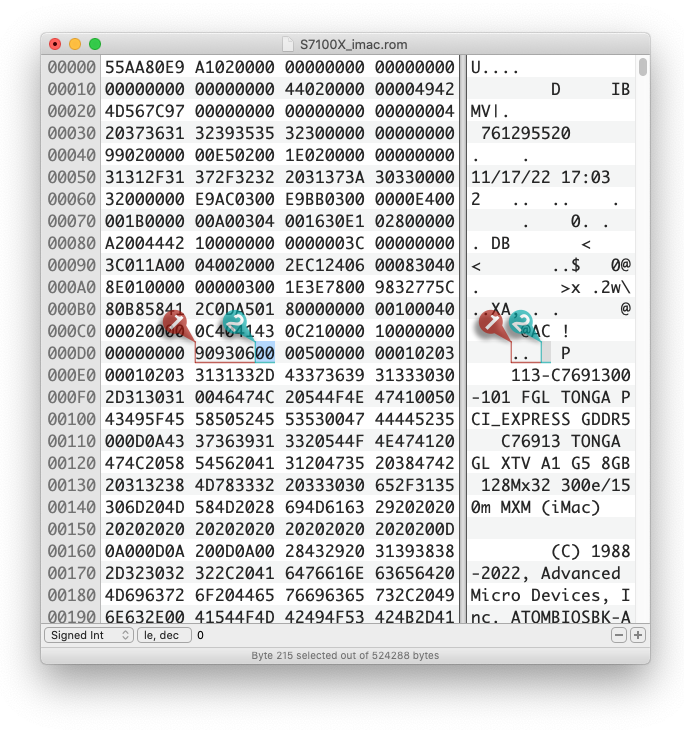 S7100X_imac.rom
00000 55AA80E9 A1020000 00000000 00000000 U....
00010 00000000 00000000 44020000 00004942 D IB
00020 4D567C97 00000000 00000000 00000004 MV|.
00030 20373631 32393535 32300000 00000000 761295520
00040 99020000 00E50200 1E020000 00000000 . .
00050 31312F31 372F3232 2031373A 30330000 11/17/22 17:03
00060 32000000 E9AC0300 E9BB0300 0000E400 2 .. .. .
00070 001B0000 00A00304 001630E1 02800000 . 0. .
00080 A2004442 10000000 0000003C 00000000 . DB <
00090 3C011A00 04002000 2EC12406 00083040 < ..$ 0@
000A0 8E010000 00000300 1E3E7800 9832775C . >x .2w\
000B0 80B85841 2C0DA501 80000000 00100040 ..XA. . . @
000C0 00020000 0C404143 0C210000 10000000 @AC !
000D0 00000000 90930600 00500000 00010203 .. P
000E0 00010203 3131332D 43373639 31333030 113-C7691300
000F0 2D313031 0046474C 20544F4E 47410050 -101 FGL TONGA P
00100 43495F45 58505245 53530047 44445235 CI_EXPRESS GDDR5
00110 000D0A43 37363931 3320544F 4E474120 C76913 TONGA
00120 474C2058 54562041 31204735 20384742 GL XTV A1 G5 8GB
00130 20313238 4D783332 20333030 652F3135 128Mx32 300e/15
00140 306D204D 584D2028 694D6163 29202020 0m MXM (iMac)
00150 20202020 20202020 20202020 2020200D
00160 0A000D0A 200D0A00 28432920 31393838 (C) 1988
00170 2D323032 322C2041 6476616E 63656420 -2022, Advanced
00180 4D696372 6F204465 76696365 732C2049 Micro Devices, I
00190 6E632E00 41544F4D 42494F53 424B2D41 nc. ATOMBIOSBK-A
1 2 1 2
Signed Int le, dec 0
Byte 215 selected out of 524288 bytes